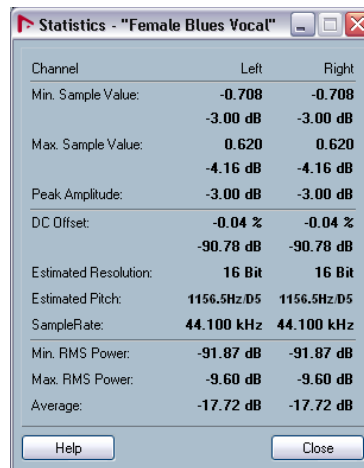 Statistics - "Female Blues Vocal"
Channel Left Right
Min. Sample Value: -0.708 -0.708
-3.00 dB -3.00 dB
Max. Sample Value: 0.620 0.620
-4.16 dB -4.16 dB
Peak Amplitude: -3.00 dB -3.00 dB
DC Offset: -0.04 % -0.04 %
-90.78 dB -90.78 dB
Estimated Resolution: 16 Bit 16 Bit
Estimated Pitch: 1156.5Hz/D5 1156.5Hz/D5
SampleRate: 44.100 kHz 44.100 kHz
Min. RMS Power: -91.87 dB -91.87 dB
Max. RMS Power: -9.60 dB -9.60 dB
Average: -17.72 dB -17.72 dB
Help Close